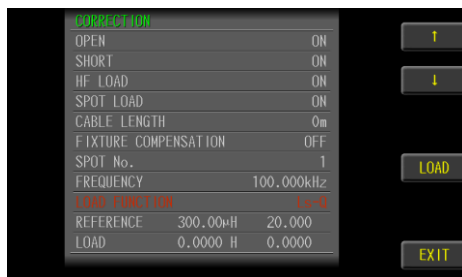 CORRECTION
OPEN ON
SHORT ON
HF LOAD ON
SPOT LOAD ON
CABLE LENGTH 0m
FIXTURE COMPENSATION OFF
SPOT No. 1
FREQUENCY 100.000kHz
LOAD FUNCTION Ls-Q
REFERENCE 300.00μH 20.000
LOAD 0.0000 H 0.0000
↑
↓
LOAD
EXIT